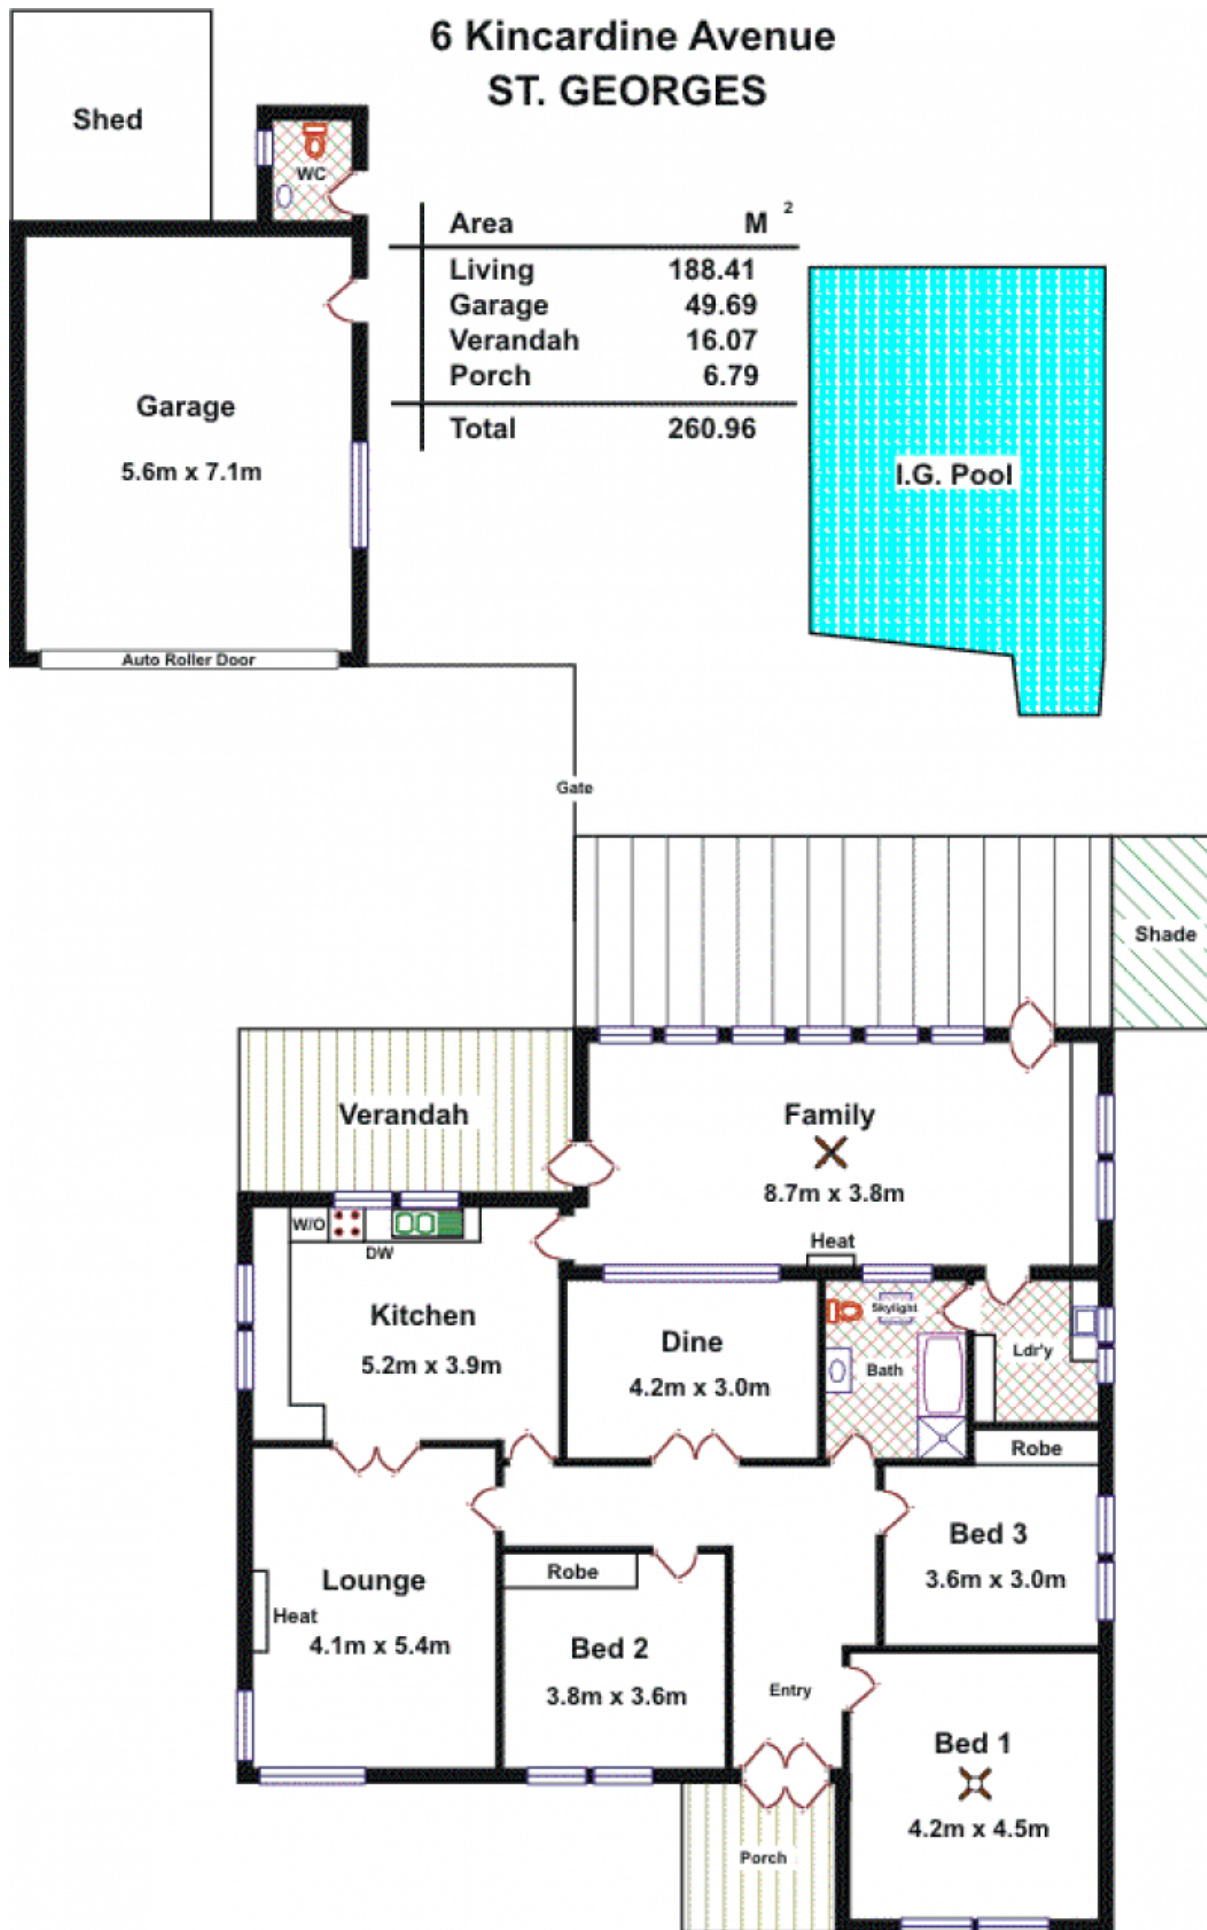 6 Kincardine Avenue
ST. GEORGES
Shed
WC
Area M 2
Living 188.41
Garage 49.69
Verandah 16.07
Porch 6.79
Total 260.96
Garage
5.6m x 7.1m
Auto Roller Door
I.G. Pool
Gate
Shade
Verandah
Family
8.7m x 3.8m
Heat
W/O
DW
Kitchen
5.2m x 3.9m
Dine
4.2m x 3.0m
Skylight
Bath
Ldr'y
Robe
Bed 3
3.6m x 3.0m
Lounge
Heat
4.1m x 5.4m
Robe
Bed 2
3.8m x 3.6m
Entry
Bed 1
4.2m x 4.5m
Porch